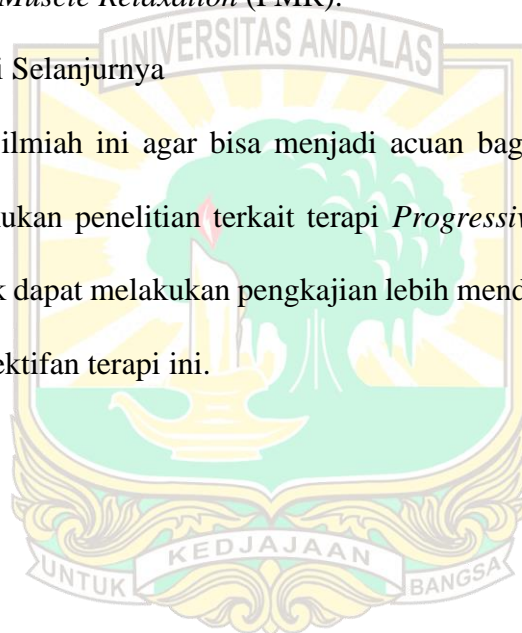 Muscle Relaxation (PMR).
UNIVERSITAS ANDALAS
i Selanjurnya
ilmiah ini agar bisa menjadi acuan bag
ukan penelitian terkait terapi Progressiv
k dapat melakukan pengkajian lebih mend
ektifan terapi ini.
UNTUK KEDJAJAAN BANGSA